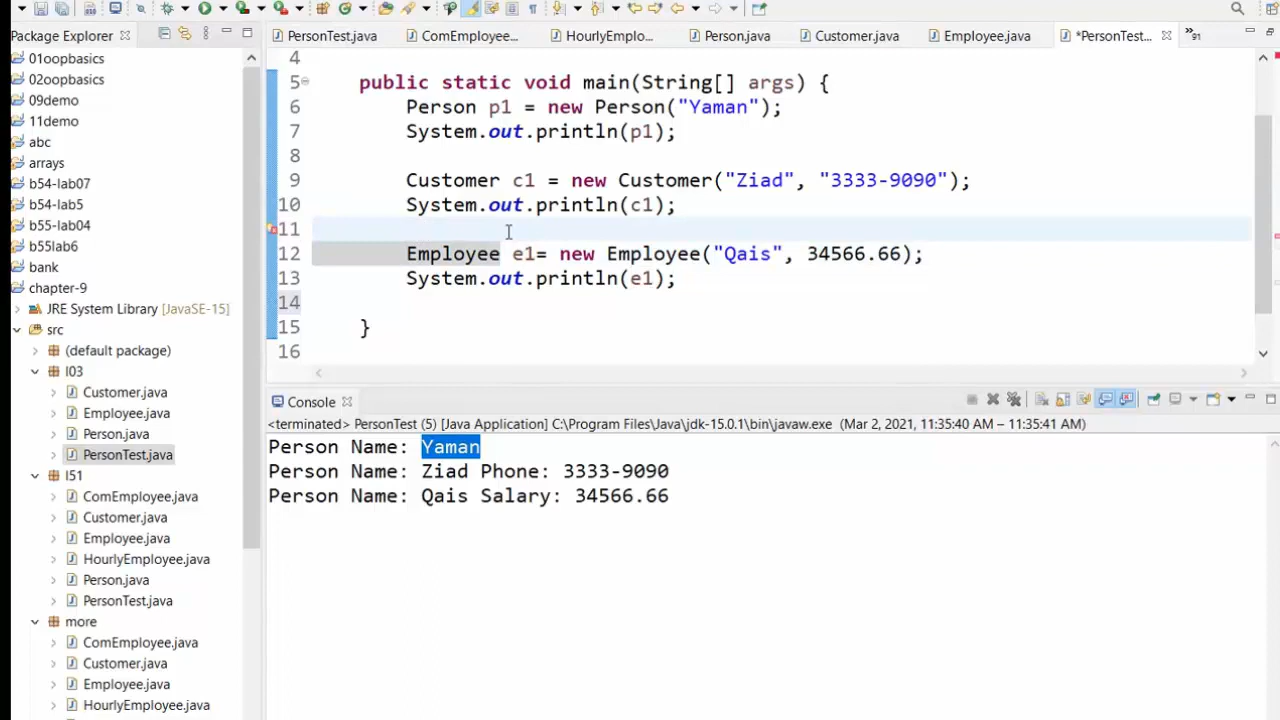 Package Explorer
PersonTest.java
ComEmployee...
HourlyEmplo...
Person.java
Customer.java
Employee.java
*PersonTest...
»91
01oopbasics
02oopbasics
09demo
11demo
abc
arrays
b54-lab07
b54-lab5
b55-lab04
b55lab6
bank
chapter-9
JRE System Library [JavaSE-15]
src
(default package)
l03
Customer.java
Employee.java
Person.java
PersonTest.java
l51
ComEmployee.java
Customer.java
Employee.java
HourlyEmployee.java
Person.java
PersonTest.java
more
ComEmployee.java
Customer.java
Employee.java
HourlyEmployee.java
4
5 public static void main(String[] args) {
6 Person p1 = new Person("Yaman");
7 System.out.println(p1);
8
9 Customer c1 = new Customer("Ziad", "3333-9090");
10 System.out.println(c1);
11
12 Employee e1= new Employee("Qais", 34566.66);
13 System.out.println(e1);
14
15 }
16
Console
<terminated> PersonTest (5) [Java Application] C:\Program Files\Java\jdk-15.0.1\bin\javaw.exe (Mar 2, 2021, 11:35:40 AM – 11:35:41 AM)
Person Name: Yaman
Person Name: Ziad Phone: 3333-9090
Person Name: Qais Salary: 34566.66